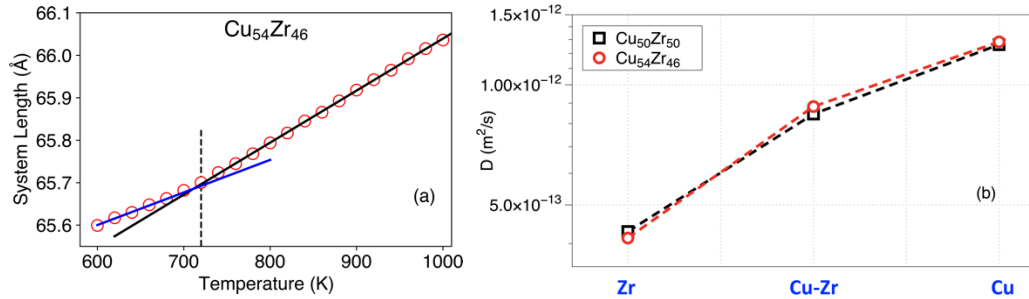 Cu₅₄Zr₄₆
System Length (Å)
66.1
66.0
65.9
65.8
65.7
65.6
(a)
600
700
800
900
1000
Temperature (K)
Cu₅₀Zr₅₀
Cu₅₄Zr₄₆
D (m²/s)
1.5×10⁻¹²
1.00×10⁻¹²
5.0×10⁻¹³
(b)
Zr
Cu-Zr
Cu